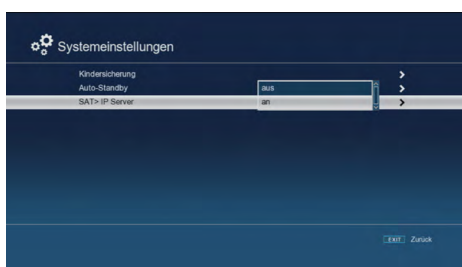 Systemeinstellungen
Kindersicherung
Auto-Standby aus
SAT> IP Server an
EXIT Zurück